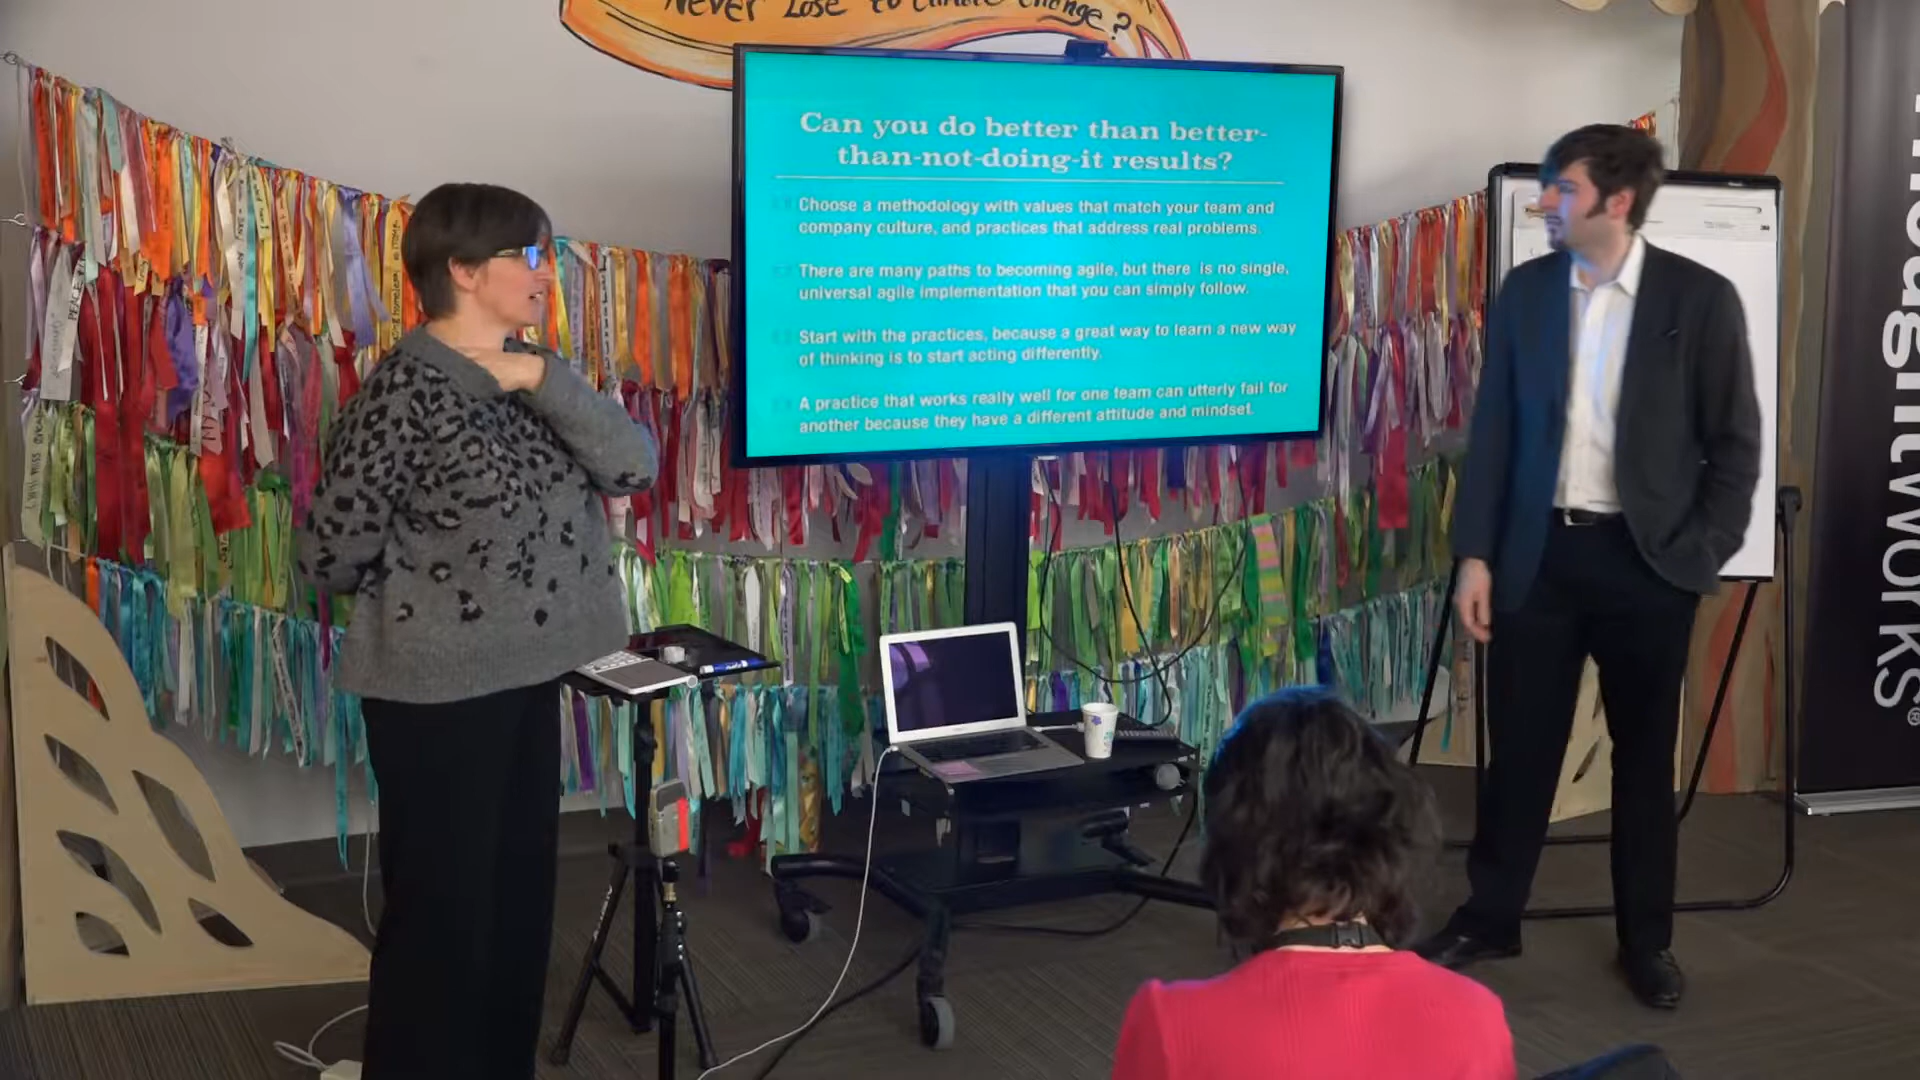 Never Lose to Climate Change?
Can you do better than better-
than-not-doing-it results?
Choose a methodology with values that match your team and
company culture, and practices that address real problems.
There are many paths to becoming agile, but there is no single,
universal agile implementation that you can simply follow.
Start with the practices, because a great way to learn a new way
of thinking is to start acting differently.
A practice that works really well for one team can utterly fail for
another because they have a different attitude and mindset.
PEACE
I WILL MISS
Thoughtworks®